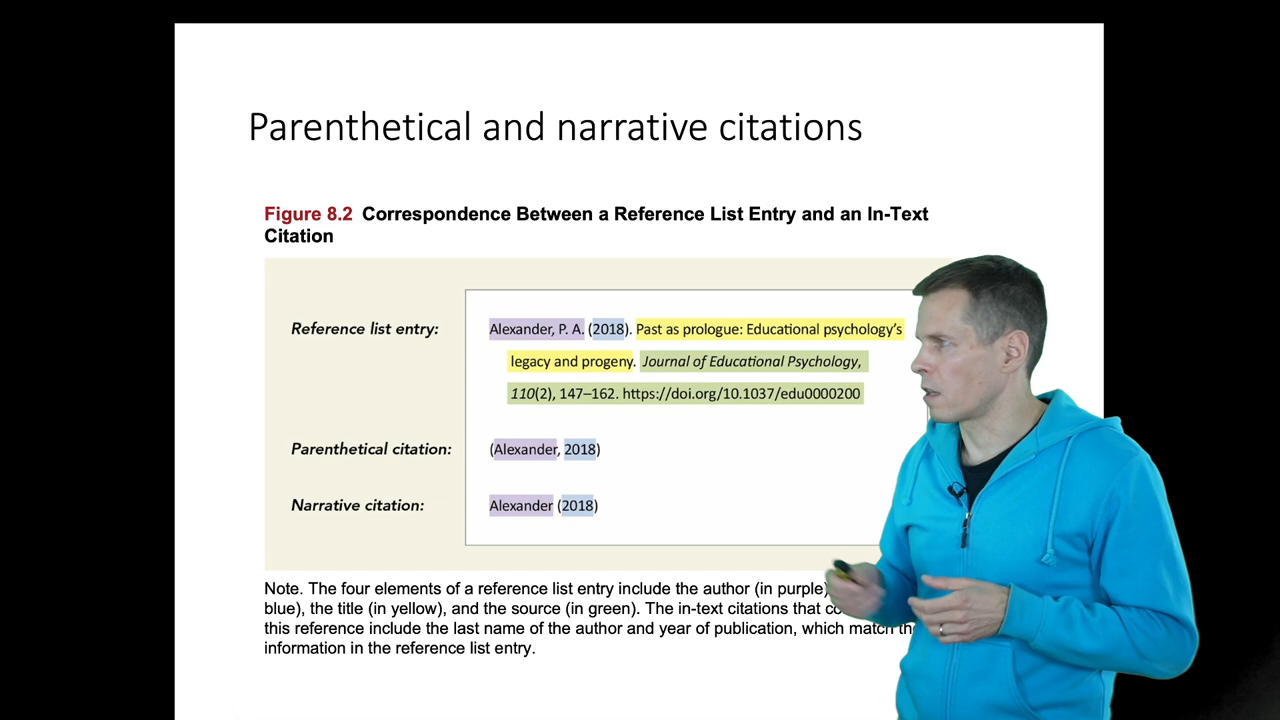 Parenthetical and narrative citations
Figure 8.2 Correspondence Between a Reference List Entry and an In-Text
Citation
Reference list entry: Alexander, P. A. (2018). Past as prologue: Educational psychology's
legacy and progeny. Journal of Educational Psychology,
110(2), 147–162. https://doi.org/10.1037/edu0000200
Parenthetical citation: (Alexander, 2018)
Narrative citation: Alexander (2018)
Note. The four elements of a reference list entry include the author (in purple)
blue), the title (in yellow), and the source (in green). The in-text citations that
this reference include the last name of the author and year of publication, which match
information in the reference list entry.